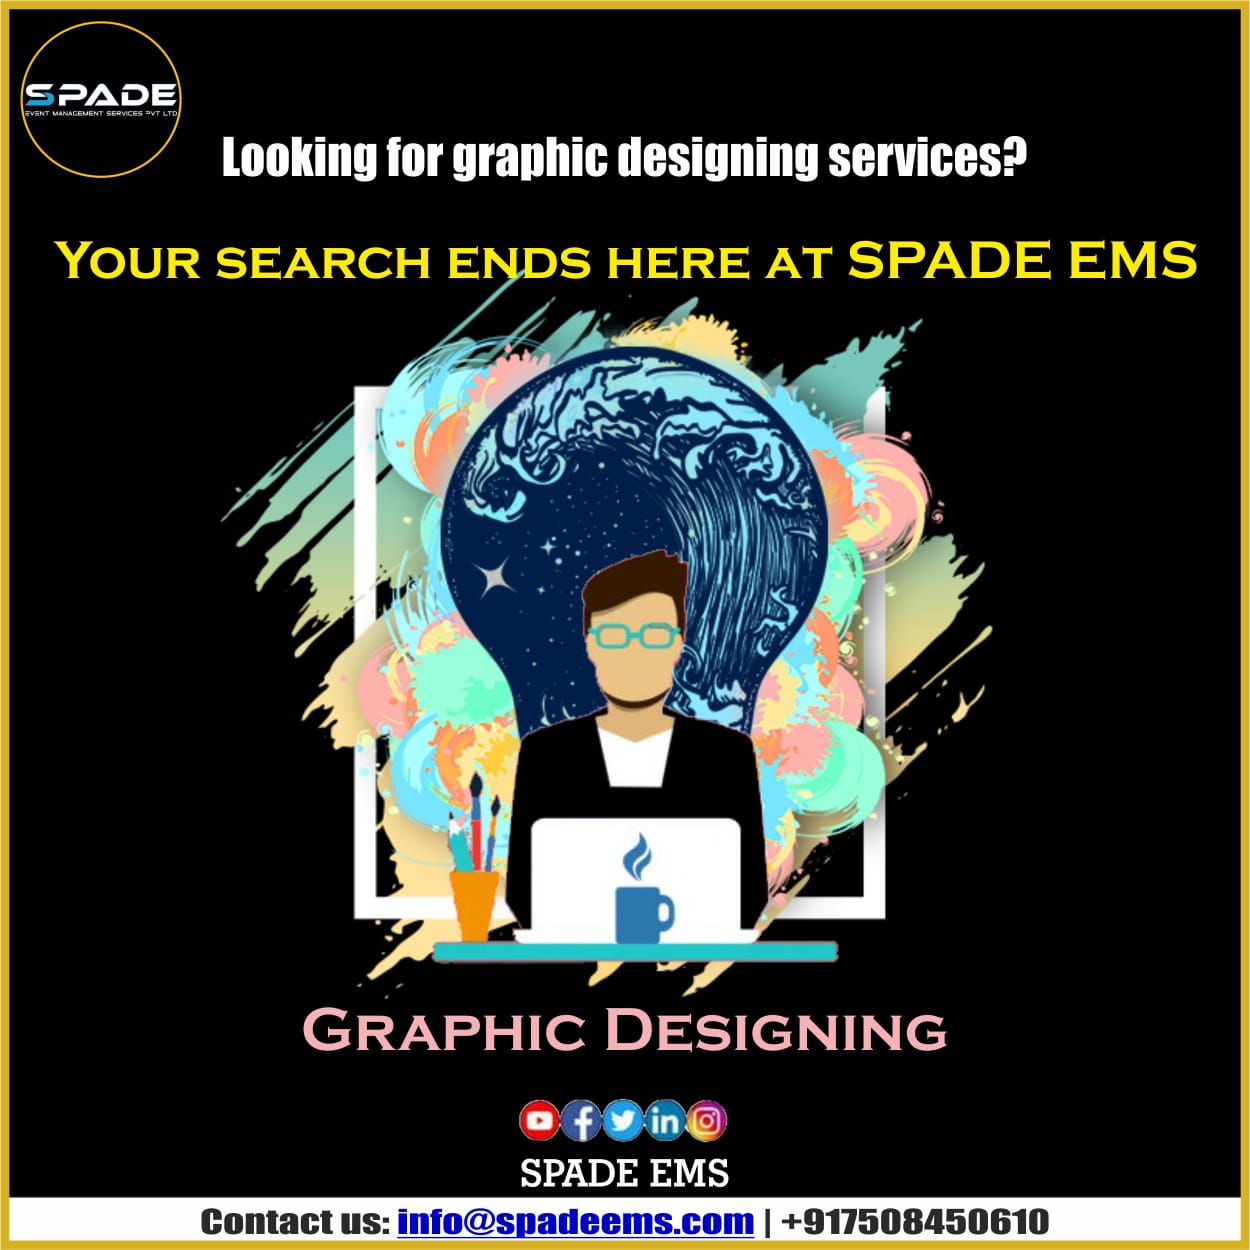 SPADE
EVENT MANAGEMENT SERVICES PVT LTD
Looking for graphic designing services?
YOUR SEARCH ENDS HERE AT SPADE EMS
GRAPHIC DESIGNING
SPADE EMS
Contact us: info@spadeems.com | +917508450610